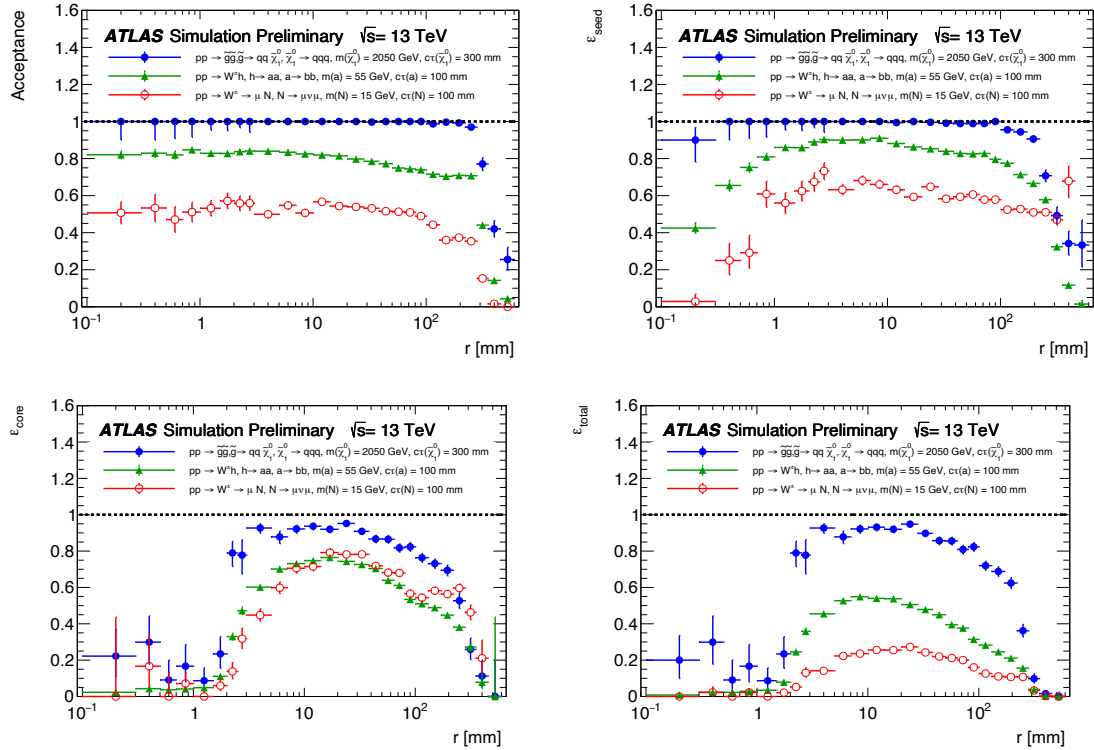 Acceptance
1.6
1.4
1.2
1
0.8
0.6
0.4
0.2
0
ATLAS Simulation Preliminary √s= 13 TeV
pp → g̃g̃,g̃→ qq χ̃₁⁰, χ̃₁⁰ → qqq, m(χ̃₁⁰) = 2050 GeV, cτ(χ̃₁⁰) = 300 mm
pp → W±h, h→ aa, a→ bb, m(a) = 55 GeV, cτ(a) = 100 mm
pp → W± → μ N, N→ μνμ, m(N) = 15 GeV, cτ(N) = 100 mm
10⁻¹ 1 10 10²
r [mm]
ε_seed
1.6
1.4
1.2
1
0.8
0.6
0.4
0.2
0
ATLAS Simulation Preliminary √s= 13 TeV
pp → g̃g̃,g̃→ qq χ̃₁⁰, χ̃₁⁰ → qqq, m(χ̃₁⁰) = 2050 GeV, cτ(χ̃₁⁰) = 300 mm
pp → W±h, h→ aa, a→ bb, m(a) = 55 GeV, cτ(a) = 100 mm
pp → W± → μ N, N→ μνμ, m(N) = 15 GeV, cτ(N) = 100 mm
10⁻¹ 1 10 10²
r [mm]
ε_core
1.6
1.4
1.2
1
0.8
0.6
0.4
0.2
0
ATLAS Simulation Preliminary √s= 13 TeV
pp → g̃g̃,g̃→ qq χ̃₁⁰, χ̃₁⁰ → qqq, m(χ̃₁⁰) = 2050 GeV, cτ(χ̃₁⁰) = 300 mm
pp → W±h, h→ aa, a→ bb, m(a) = 55 GeV, cτ(a) = 100 mm
pp → W± → μ N, N→ μνμ, m(N) = 15 GeV, cτ(N) = 100 mm
10⁻¹ 1 10 10²
r [mm]
ε_total
1.6
1.4
1.2
1
0.8
0.6
0.4
0.2
0
ATLAS Simulation Preliminary √s= 13 TeV
pp → g̃g̃,g̃→ qq χ̃₁⁰, χ̃₁⁰ → qqq, m(χ̃₁⁰) = 2050 GeV, cτ(χ̃₁⁰) = 300 mm
pp → W±h, h→ aa, a→ bb, m(a) = 55 GeV, cτ(a) = 100 mm
pp → W± → μ N, N→ μνμ, m(N) = 15 GeV, cτ(N) = 100 mm
10⁻¹ 1 10 10²
r [mm]